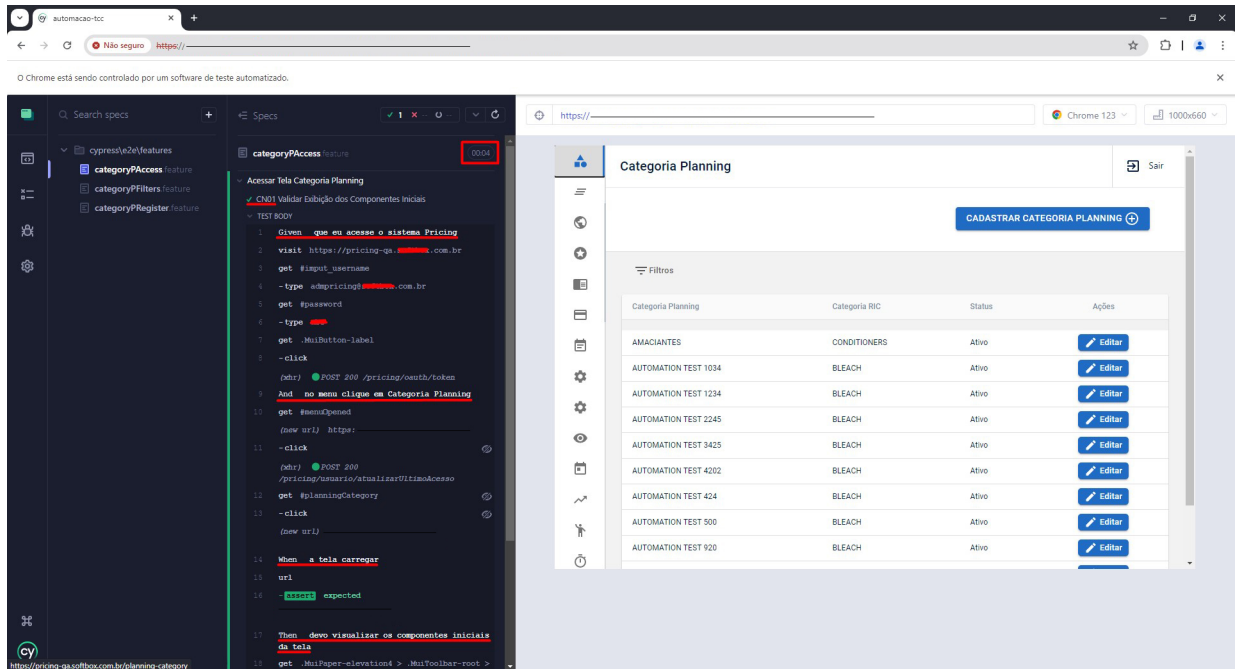 automacao-tcc
Não seguro https://
O Chrome está sendo controlado por um software de teste automatizado.
Search specs
+
cypress\e2e\features
categoryPAccess.feature
categoryPFilters.feature
categoryPRegister.feature
Specs
1 -- --
categoryPAccess.feature 00:04
Acessar Tela Categoria Planning
CN01 Validar Exibição dos Componentes Iniciais
TEST BODY
1 Given que eu acesse o sistema Pricing
2 visit https://pricing-qa. .com.br
3 get #imput_username
4 -type admpricing@ .com.br
5 get #password
6 -type
7 get .MuiButton-label
8 -click
(xhr) POST 200 /pricing/oauth/token
9 And no menu clique em Categoria Planning
10 get #menuOpened
(new url) https:
11 -click
(xhr) POST 200
/pricing/usuario/atualizarUltimoAcesso
12 get #planningCategory
13 -click
(new url)
14 When a tela carregar
15 url
16 -assert expected
17 Then devo visualizar os componentes iniciais
da tela
18 get .MuiPaper-elevation4 > .MuiToolbar-root >
cy
https://pricing-qa.softbox.com.br/planning-category
https://
Chrome 123
1000x660
Categoria Planning
Sair
CADASTRAR CATEGORIA PLANNING
Filtros
Categoria Planning Categoria RIC Status Ações
AMACIANTES CONDITIONERS Ativo Editar
AUTOMATION TEST 1034 BLEACH Ativo Editar
AUTOMATION TEST 1234 BLEACH Ativo Editar
AUTOMATION TEST 2245 BLEACH Ativo Editar
AUTOMATION TEST 3425 BLEACH Ativo Editar
AUTOMATION TEST 4202 BLEACH Ativo Editar
AUTOMATION TEST 424 BLEACH Ativo Editar
AUTOMATION TEST 500 BLEACH Ativo Editar
AUTOMATION TEST 920 BLEACH Ativo Editar